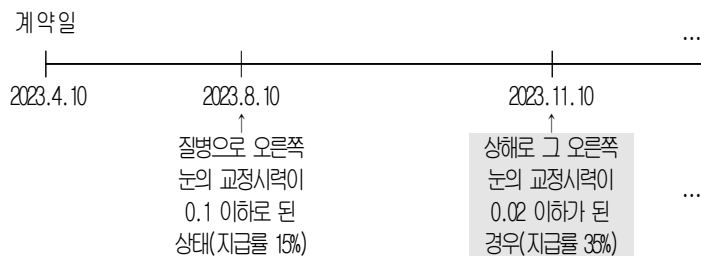 계약일
...
2023.4.10
2023.8.10
2023.11.10
↑
질병으로 오른쪽
눈의 교정시력이
0.1 이하로 된
상태(지급률 15%)
↑
상해로 그 오른쪽
눈의 교정시력이
0.02 이하가 된
경우(지급률 35%)
...